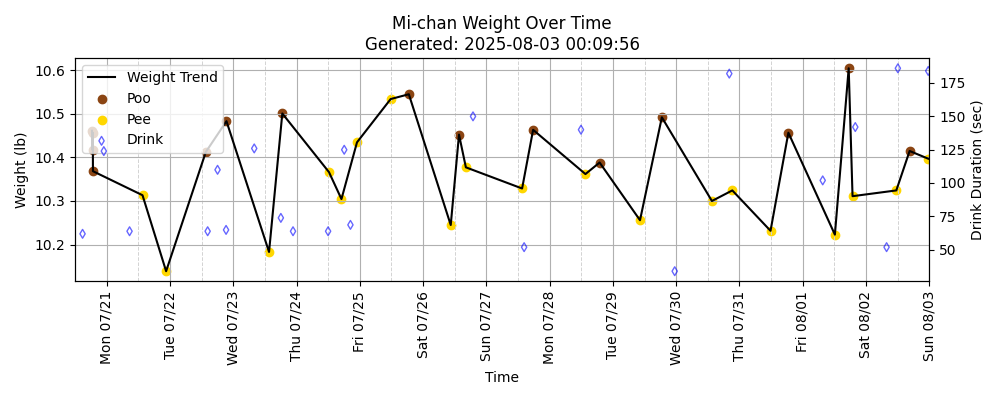 Mi-chan Weight Over Time
Generated: 2025-08-03 00:09:56
Weight (lb)
10.6
10.5
10.4
10.3
10.2
Weight Trend
Poo
Pee
Drink
175
150
125
100
75
50
Drink Duration (sec)
Mon 07/21
Tue 07/22
Wed 07/23
Thu 07/24
Fri 07/25
Sat 07/26
Sun 07/27
Mon 07/28
Tue 07/29
Wed 07/30
Thu 07/31
Fri 08/01
Sat 08/02
Sun 08/03
Time